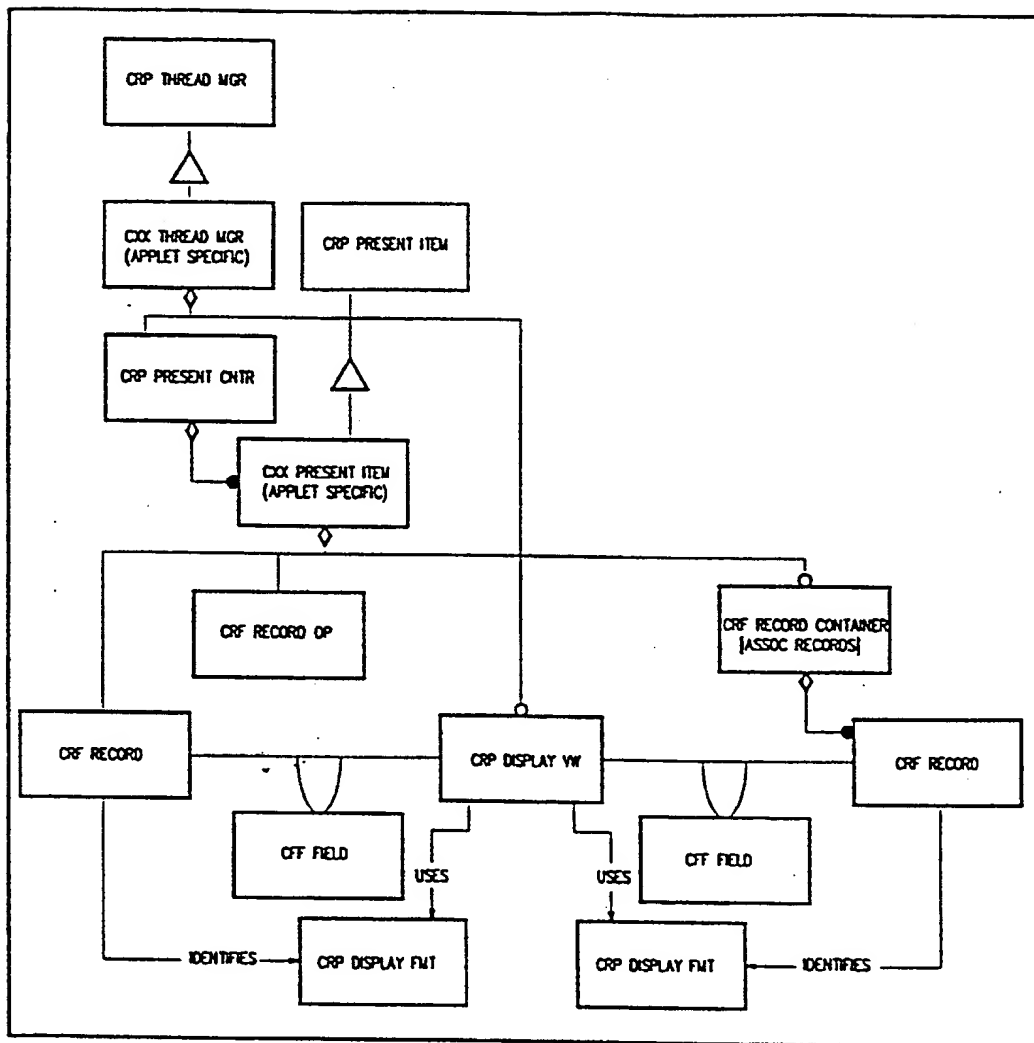 CRP THREAD MGR
CXX THREAD MGR
(APPLET SPECIFIC)
CRP PRESENT ITEM
CRP PRESENT CNTR
CXX PRESENT ITEM
(APPLET SPECIFIC)
CRF RECORD OP
CRF RECORD CONTAINER
|ASSOC RECORDS|
CRF RECORD
CRP DISPLAY VW
CRF RECORD
CFF FIELD
CFF FIELD
USES
USES
IDENTIFIES
CRP DISPLAY FMT
CRP DISPLAY FMT
IDENTIFIES